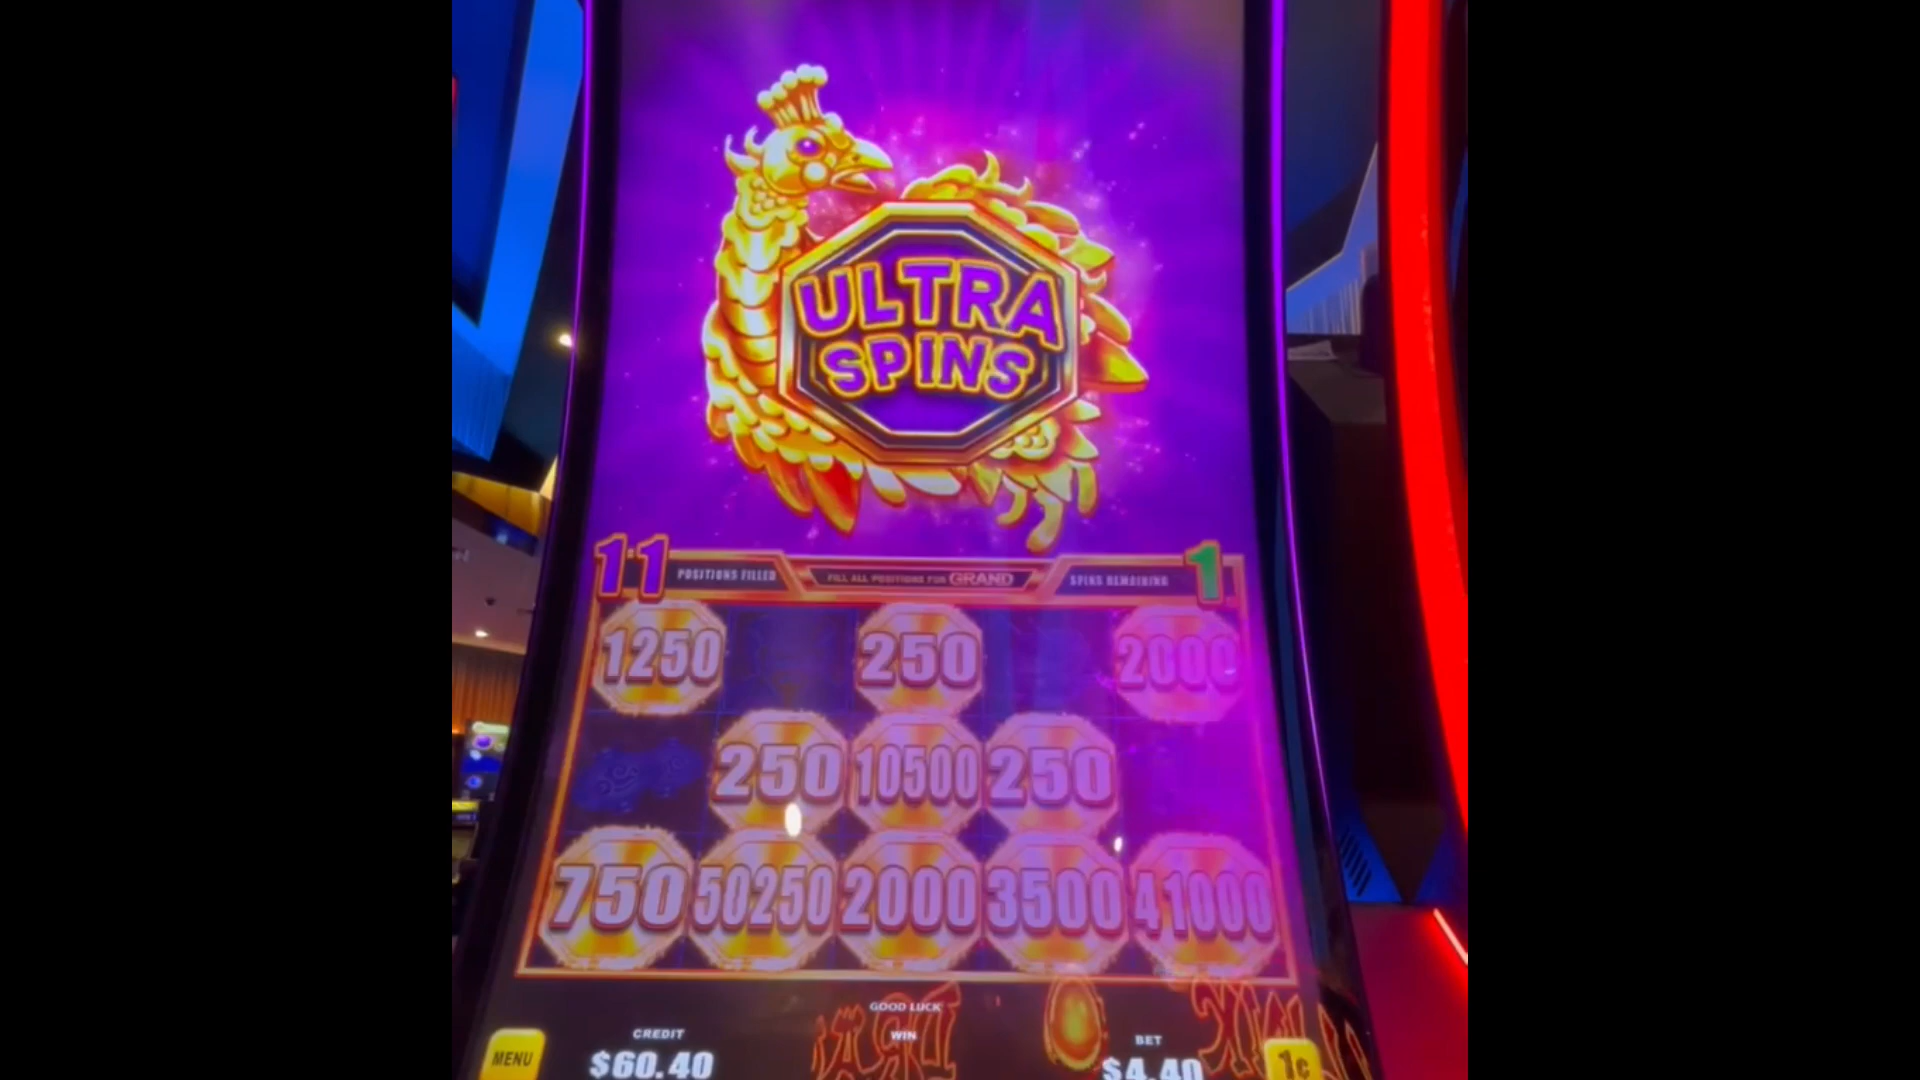 ULTRA
SPINS
11 POSITIONS FILLED FILL ALL POSITIONS FOR GRAND SPINS REMAINING 1
1250 250 2000
250 10500 250
750 50250 2000 3500 41000
GOOD LUCK
CREDIT WIN BET
MENU $60.40 $4.40 1¢